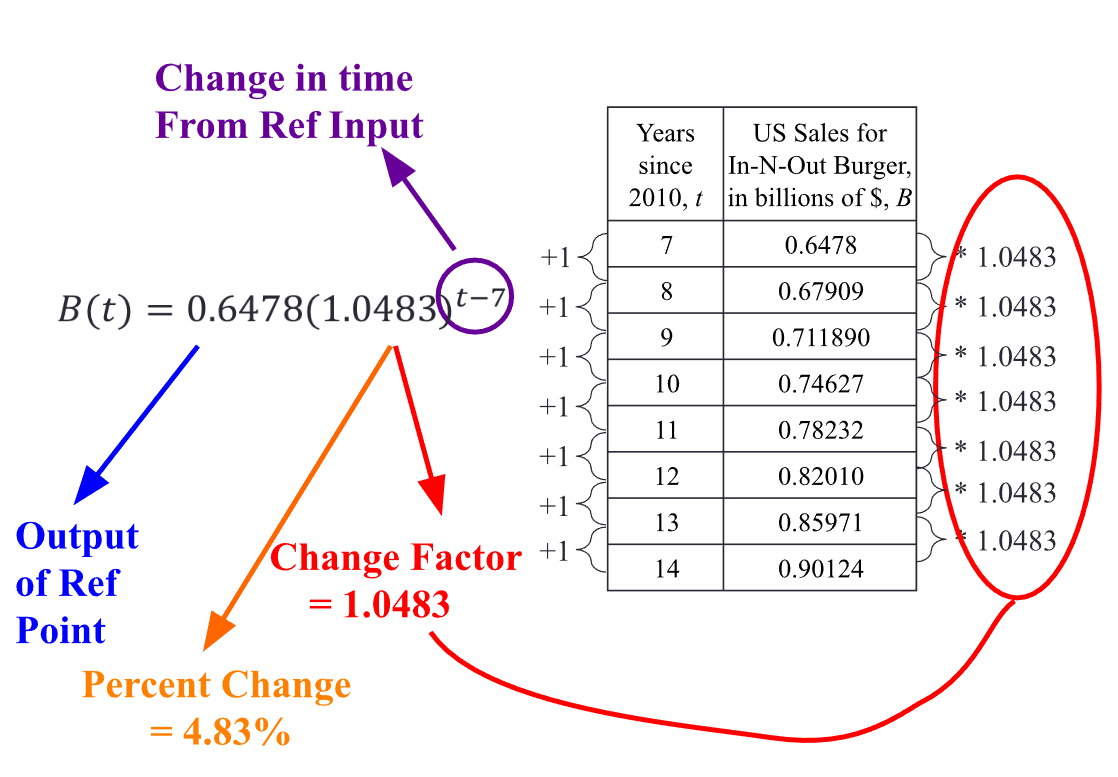 Change in time
From Ref Input
B(t) = 0.6478(1.0483)^{t−7}
Output
of Ref
Point
Change Factor
= 1.0483
Percent Change
= 4.83%
Years
since
2010, t
US Sales for
In-N-Out Burger,
in billions of $, B
7 0.6478
8 0.67909
9 0.711890
10 0.74627
11 0.78232
12 0.82010
13 0.85971
14 0.90124
+1
+1
+1
+1
+1
+1
+1
* 1.0483
* 1.0483
* 1.0483
* 1.0483
* 1.0483
* 1.0483
* 1.0483